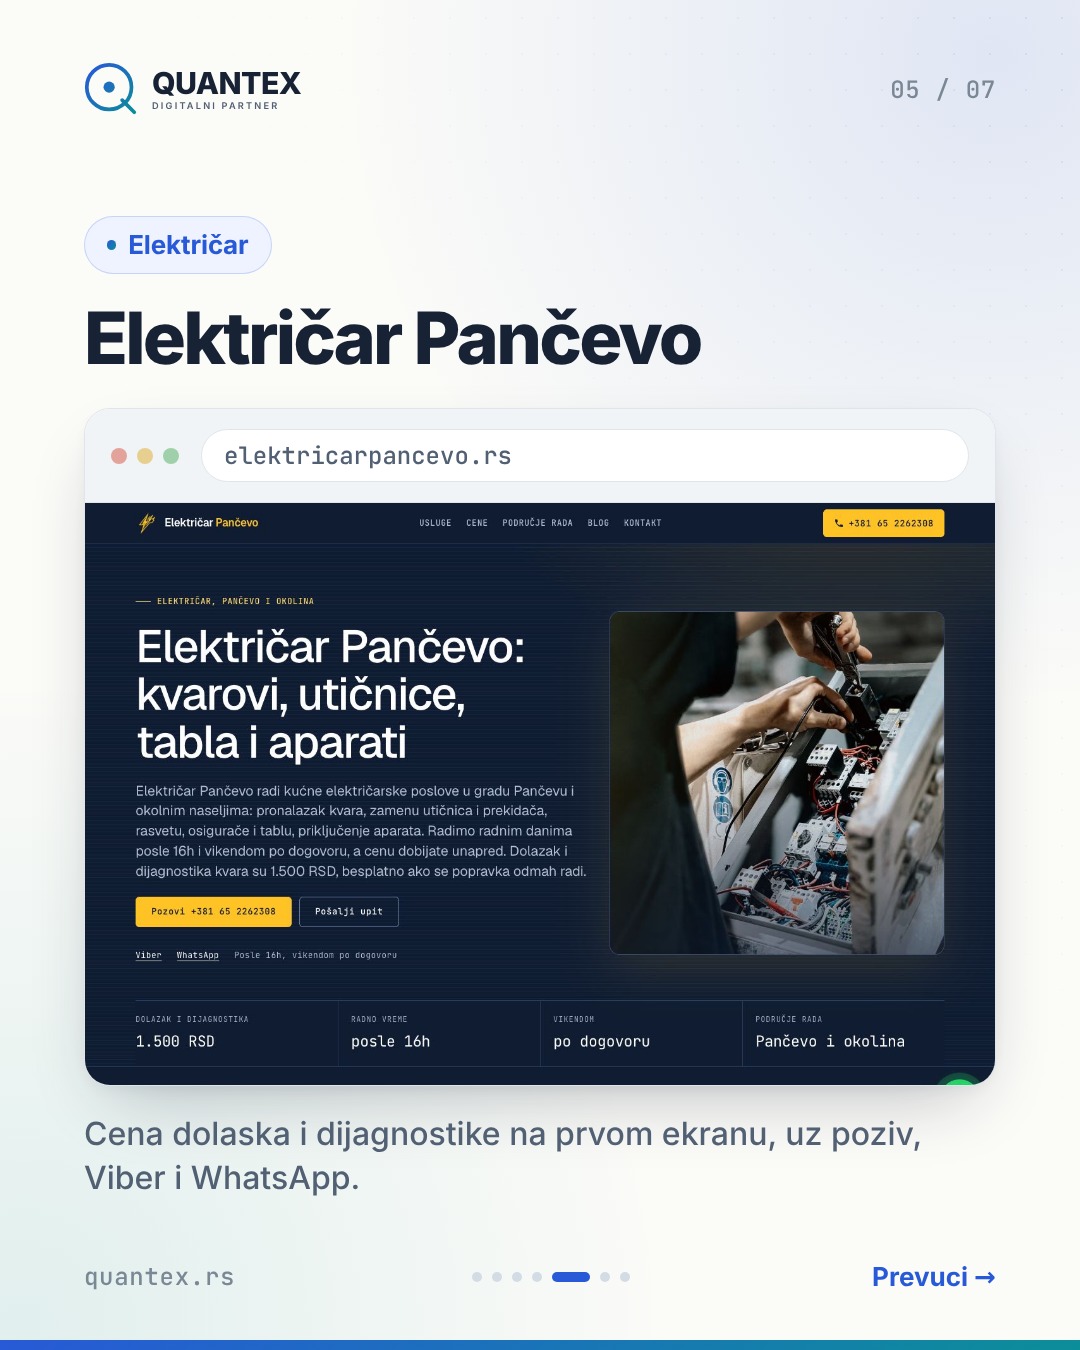 QUANTEX
DIGITALNI PARTNER
05 / 07
Električar
Električar Pančevo
elektricarpancevo.rs
Električar Pančevo
USLUGE CENE PODRUČJE RADA BLOG KONTAKT
+381 65 2262308
ELEKTRIČAR, PANČEVO I OKOLINA
Električar Pančevo:
kvarovi, utičnice,
tabla i aparati
Električar Pančevo radi kućne električarske poslove u gradu Pančevu i
okolnim naseljima: pronalazak kvara, zamenu utičnica i prekidača,
rasvetu, osigurače i tablu, priključenje aparata. Radimo radnim danima
posle 16h i vikendom po dogovoru, a cenu dobijate unapred. Dolazak i
dijagnostika kvara su 1.500 RSD, besplatno ako se popravka odmah radi.
Pozovi +381 65 2262308
Pošalji upit
Viber WhatsApp Posle 16h, vikendom po dogovoru
DOLAZAK I DIJAGNOSTIKA
1.500 RSD
RADNO VREME
posle 16h
VIKENDOM
po dogovoru
PODRUČJE RADA
Pančevo i okolina
Cena dolaska i dijagnostike na prvom ekranu, uz poziv,
Viber i WhatsApp.
quantex.rs
Prevuci →